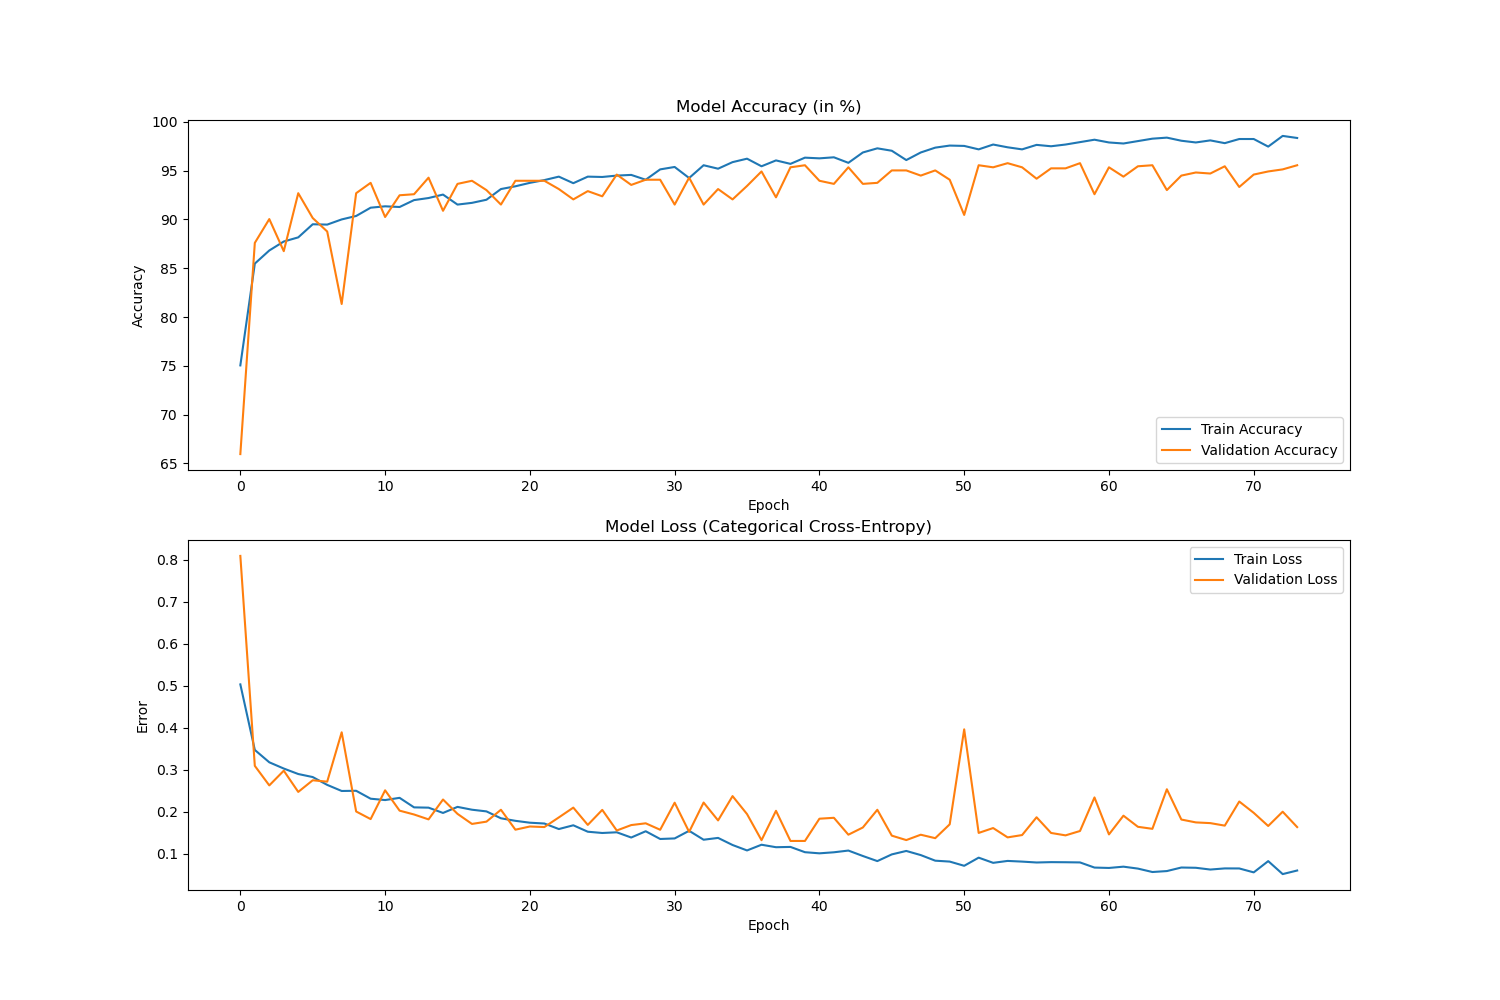 Model Accuracy (in %)
100
95
90
85
80
75
70
65
Accuracy
Train Accuracy
Validation Accuracy
0 10 20 30 40 50 60 70
Epoch
Model Loss (Categorical Cross-Entropy)
0.8
0.7
0.6
0.5
0.4
0.3
0.2
0.1
Error
Train Loss
Validation Loss
0 10 20 30 40 50 60 70
Epoch